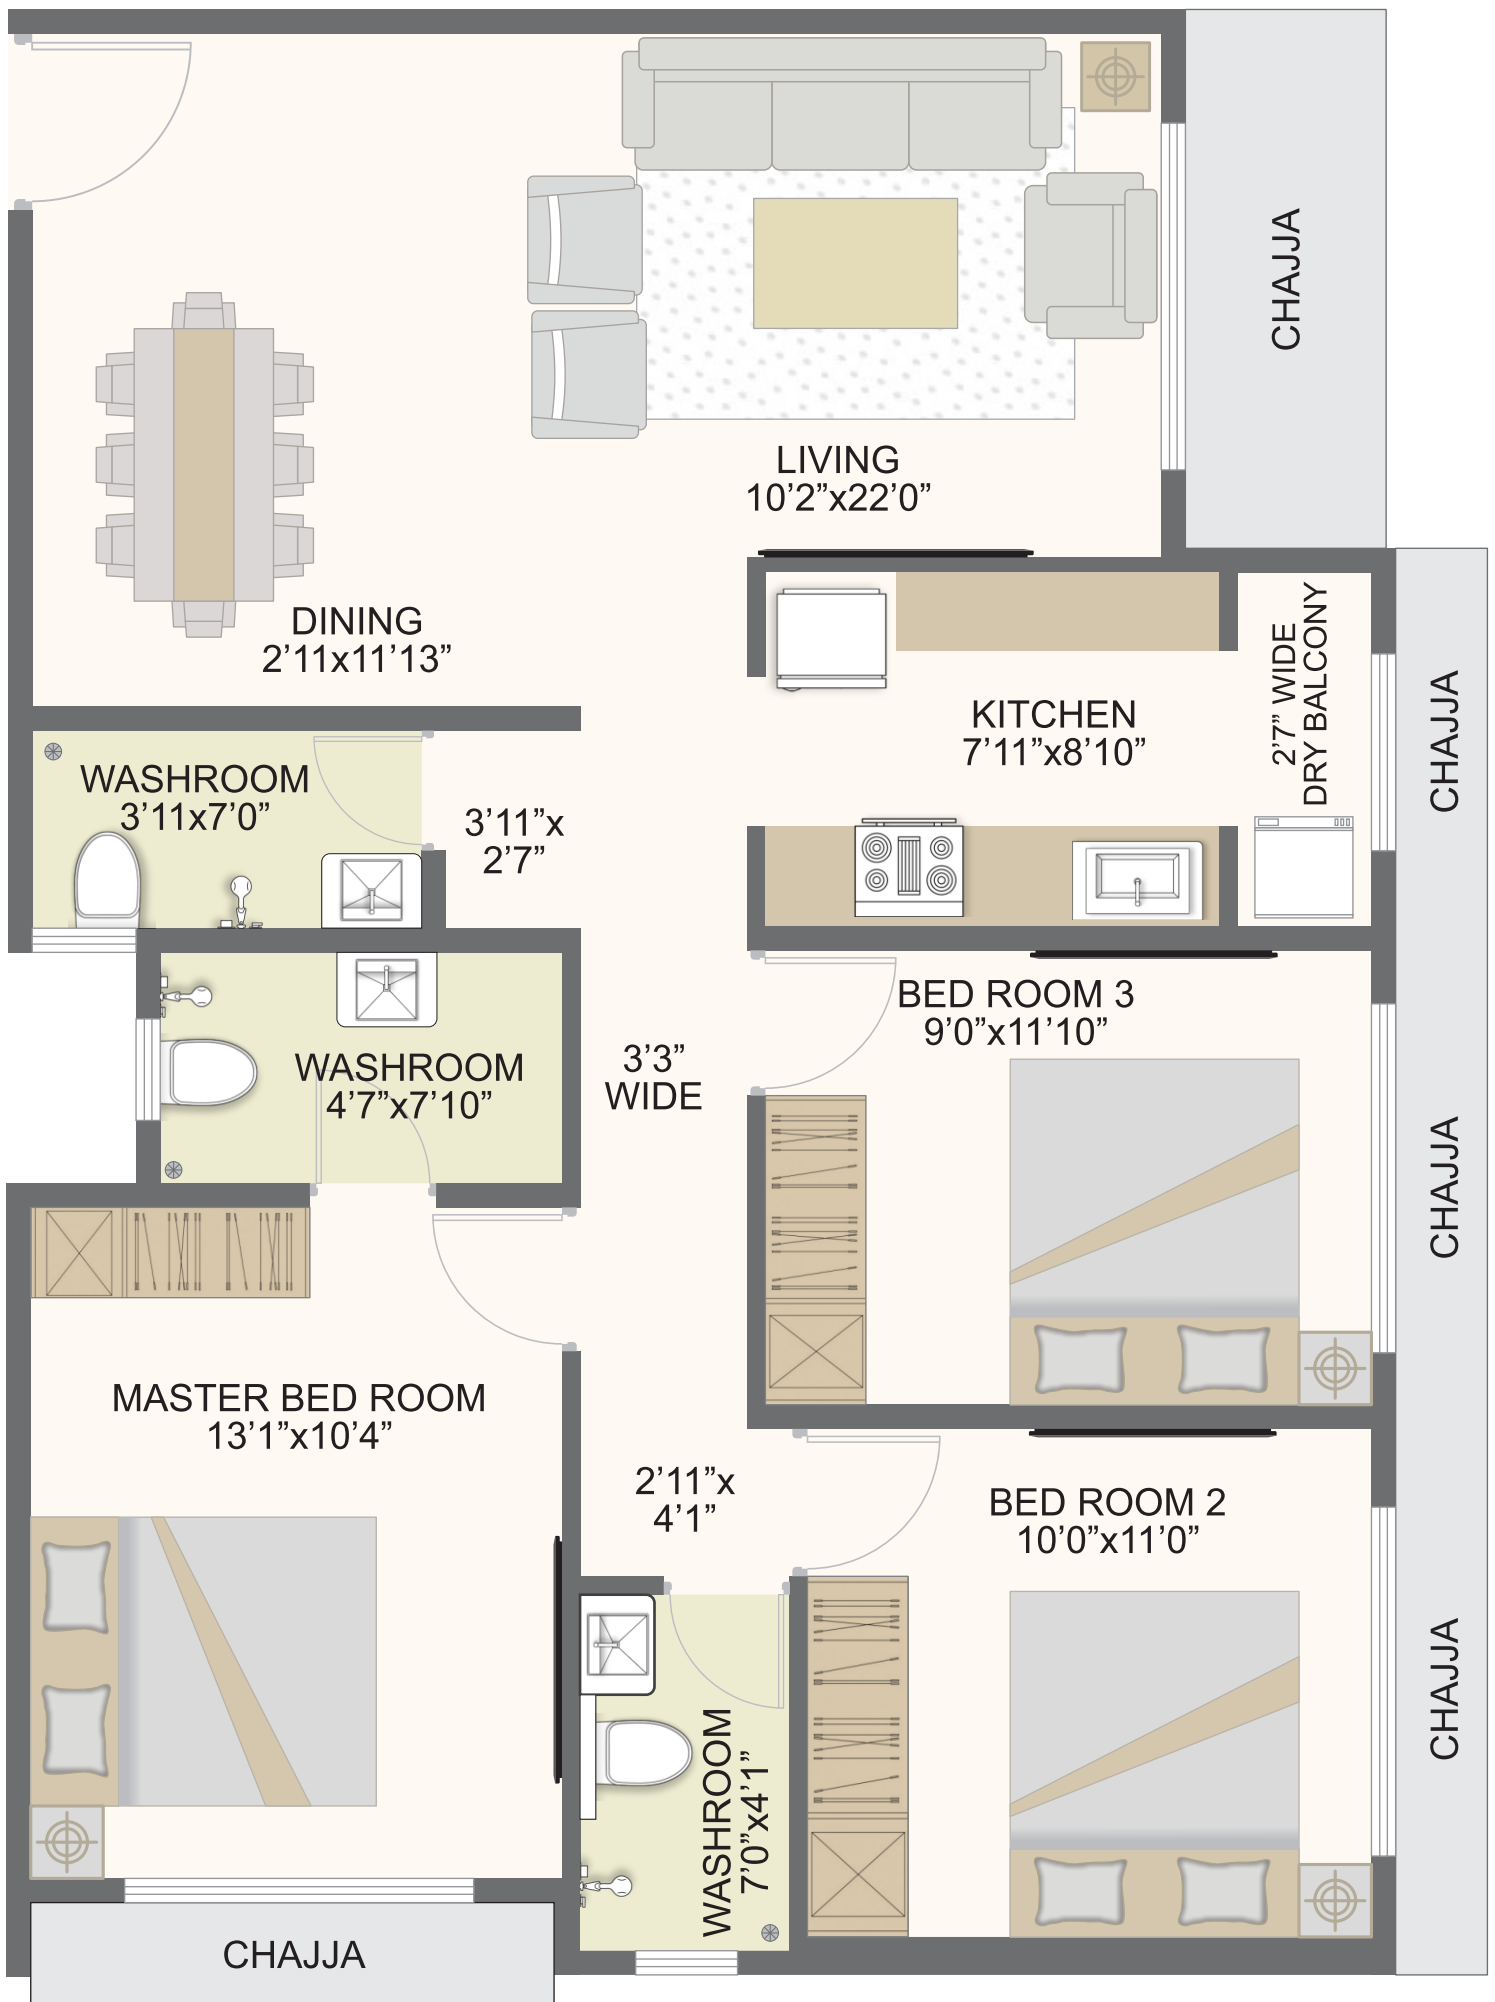 CHAJJA
LIVING
10’2”x22’0”
DINING
2’11x11’13”
KITCHEN
7’11”x8’10”
2’7” WIDE
DRY BALCONY
CHAJJA
WASHROOM
3’11x7’0”
3’11”x
2’7”
BED ROOM 3
9’0”x11’10”
3’3”
WIDE
WASHROOM
4’7”x7’10”
CHAJJA
MASTER BED ROOM
13’1”x10’4”
2’11”x
4’1”
BED ROOM 2
10’0”x11’0”
WASHROOM
7’0”x4’1”
CHAJJA
CHAJJA